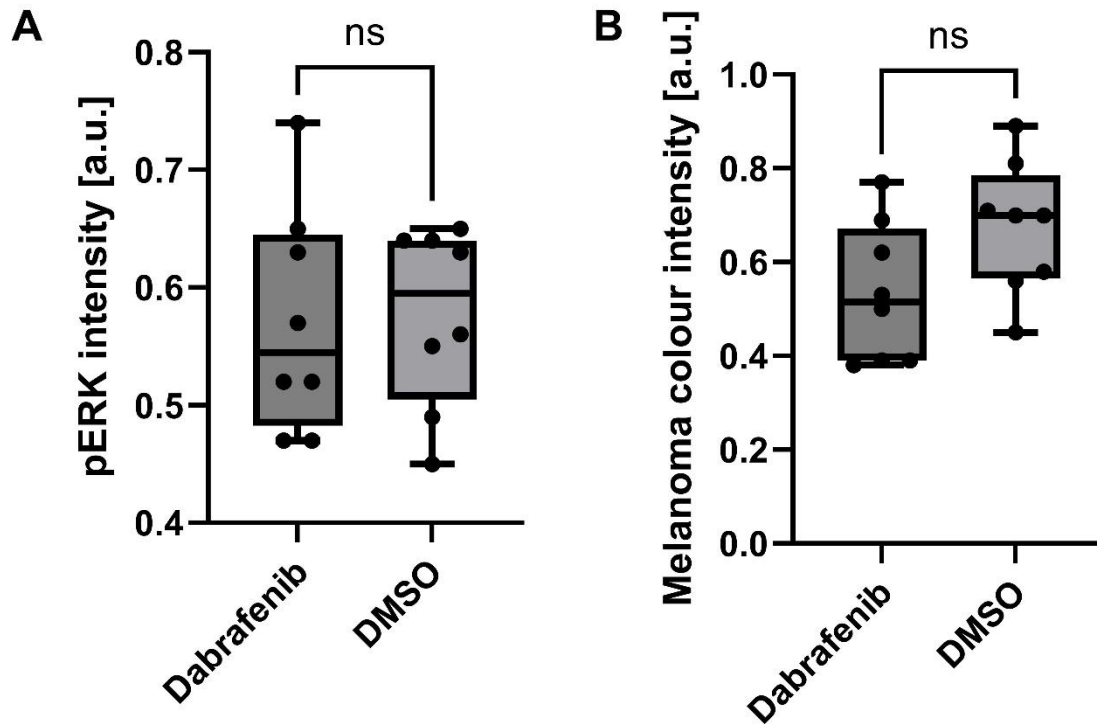 A
ns
pERK intensity [a.u.]
0.8
0.7
0.6
0.5
0.4
Dabrafenib
DMSO
B
ns
Melanoma colour intensity [a.u.]
1.0
0.8
0.6
0.4
0.2
0.0
Dabrafenib
DMSO